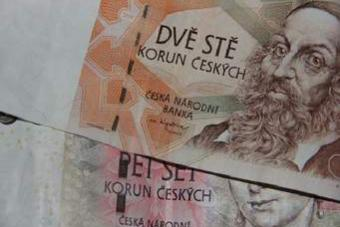 DVĚ STĚ
KORUN ČESKÝCH
ČESKÁ NÁRODNÍ
BANKA
PĚT SET
KORUN ČESKÝCH
ČESKÁ NÁRODNÍ